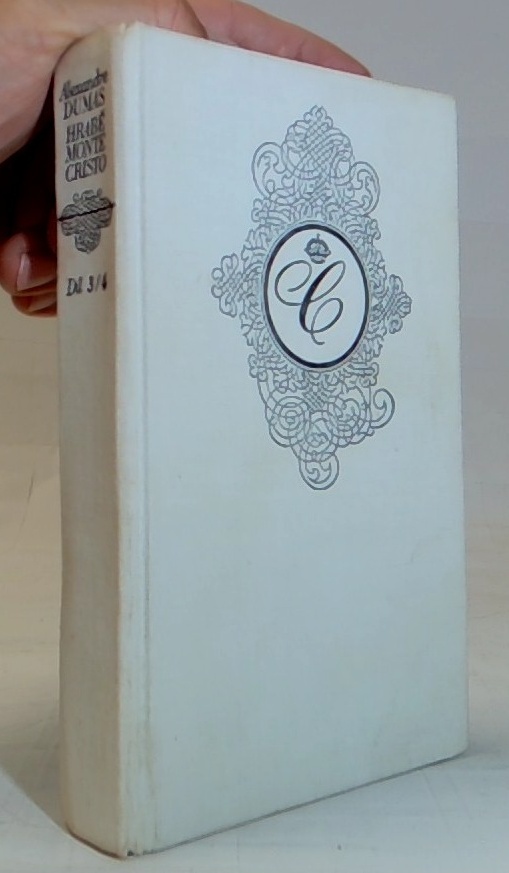 Alexandre
DUMAS
HRABĚ
MONTE
CRISTO
Díl 3/4
C